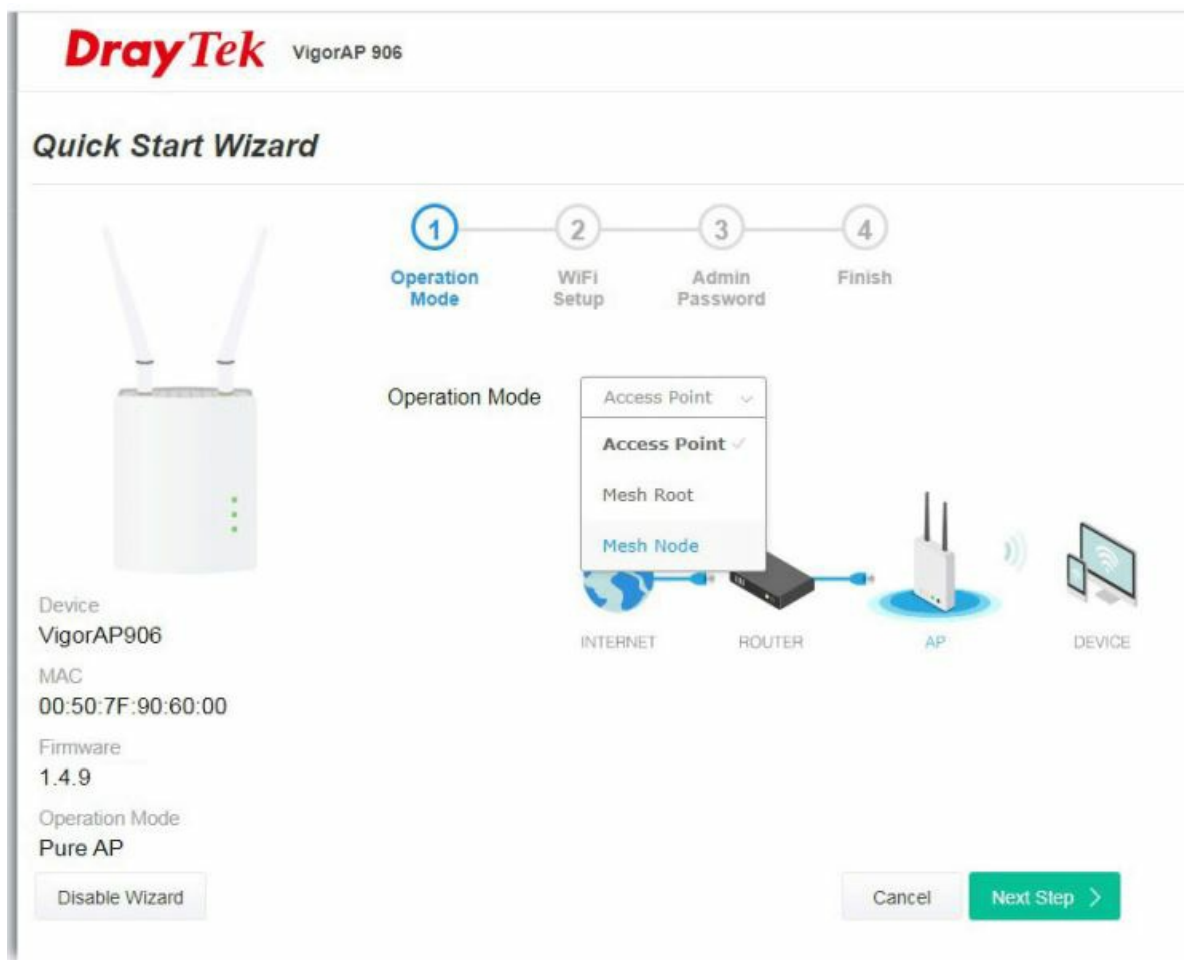 DrayTek VigorAP 906
Quick Start Wizard
1 2 3 4
Operation Mode
WiFi Setup
Admin Password
Finish
Operation Mode
Access Point
Access Point
Mesh Root
Mesh Node
INTERNET ROUTER AP DEVICE
Device
VigorAP906
MAC
00:50:7F:90:60:00
Firmware
1.4.9
Operation Mode
Pure AP
Disable Wizard
Cancel
Next Step